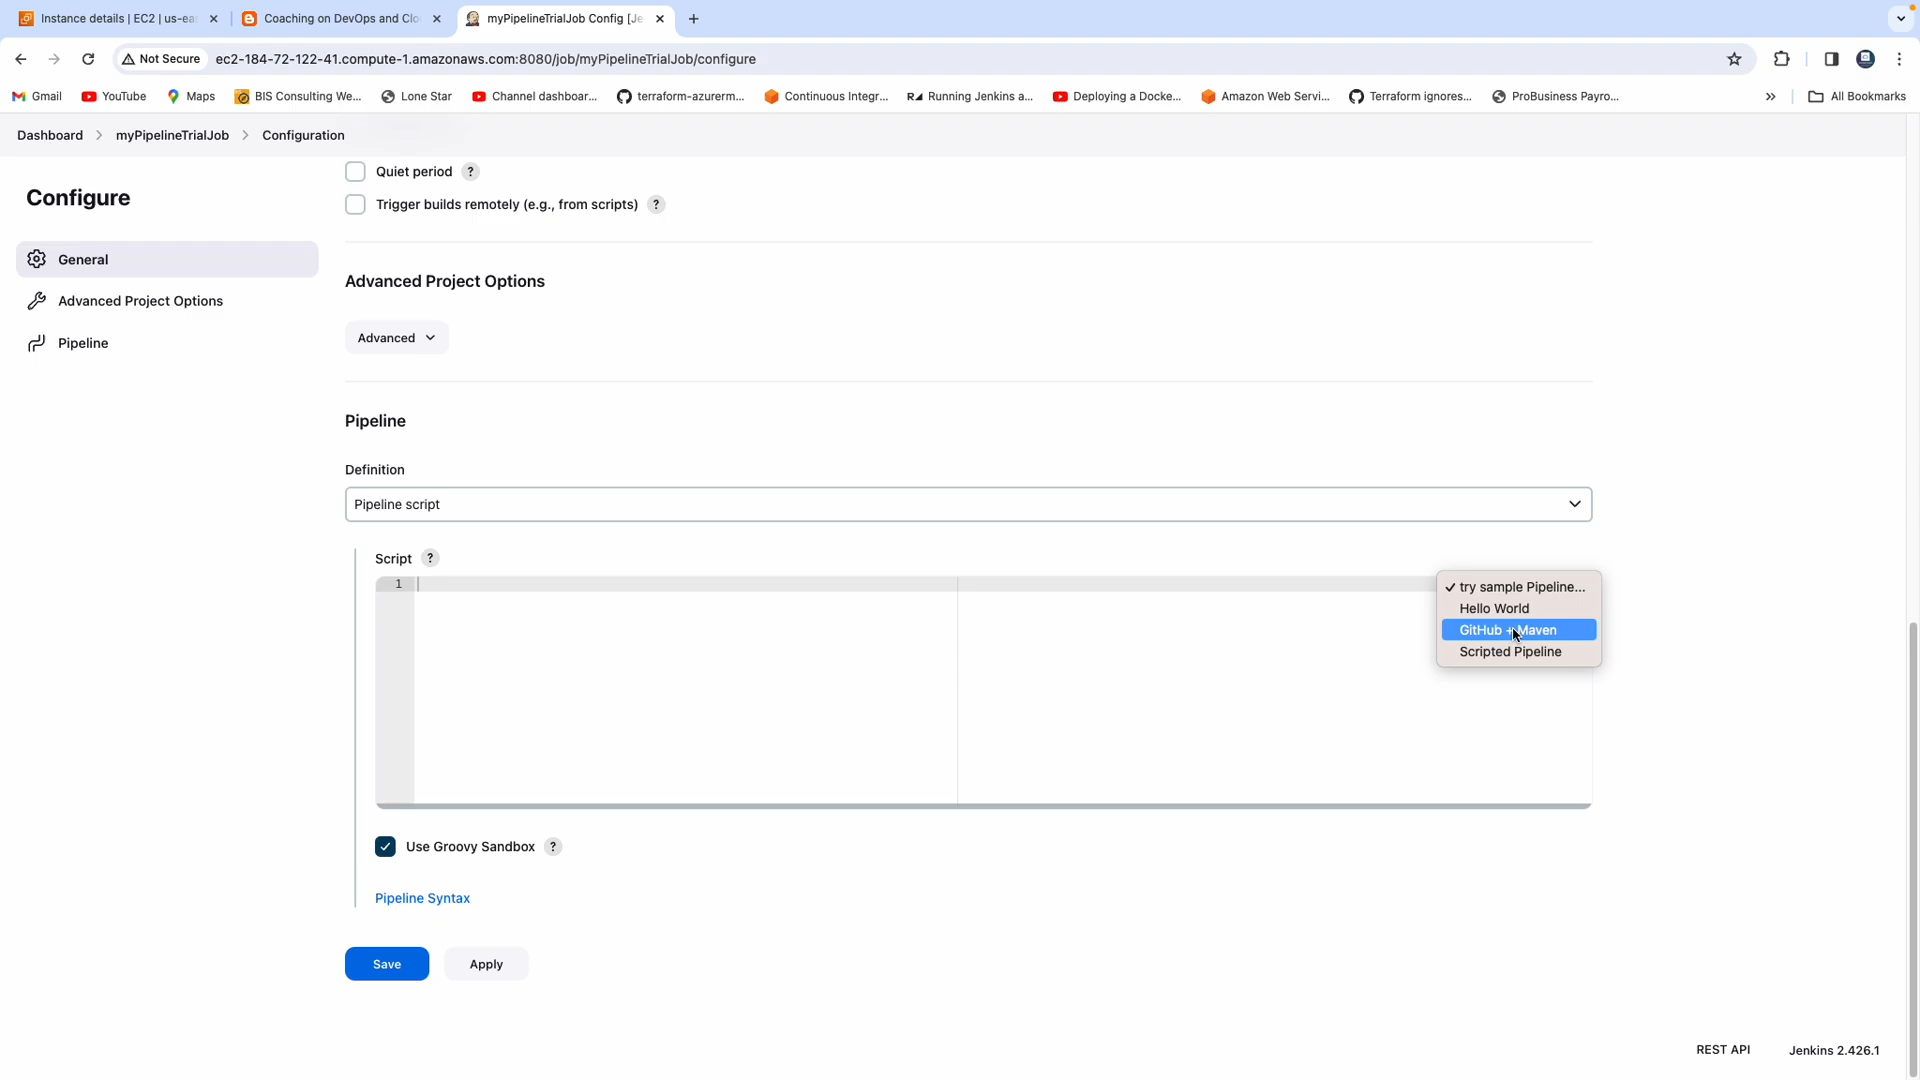 Instance details | EC2 | us-ea
Coaching on DevOps and Clo
myPipelineTrialJob Config [Je
Not Secure
ec2-184-72-122-41.compute-1.amazonaws.com:8080/job/myPipelineTrialJob/configure
Gmail
YouTube
Maps
BIS Consulting We...
Lone Star
Channel dashboar...
terraform-azurerm...
Continuous Integr...
Running Jenkins a...
Deploying a Docke...
Amazon Web Servi...
Terraform ignores...
ProBusiness Payro...
All Bookmarks
Dashboard
myPipelineTrialJob
Configuration
Configure
General
Advanced Project Options
Pipeline
Quiet period ?
Trigger builds remotely (e.g., from scripts) ?
Advanced Project Options
Advanced
Pipeline
Definition
Pipeline script
Script ?
1
try sample Pipeline...
Hello World
GitHub + Maven
Scripted Pipeline
Use Groovy Sandbox ?
Pipeline Syntax
Save
Apply
REST API
Jenkins 2.426.1